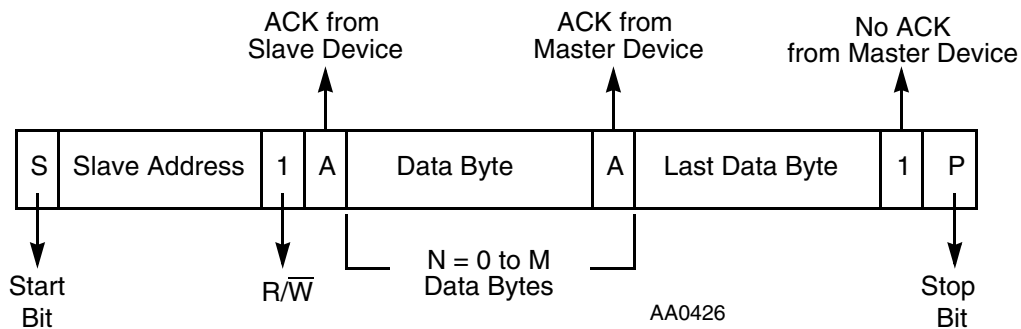 ACK from
Slave Device
ACK from
Master Device
No ACK
from Master Device
S Slave Address 1 A Data Byte A Last Data Byte 1 P
Start
Bit
R/W̅
N = 0 to M
Data Bytes
Stop
Bit
AA0426